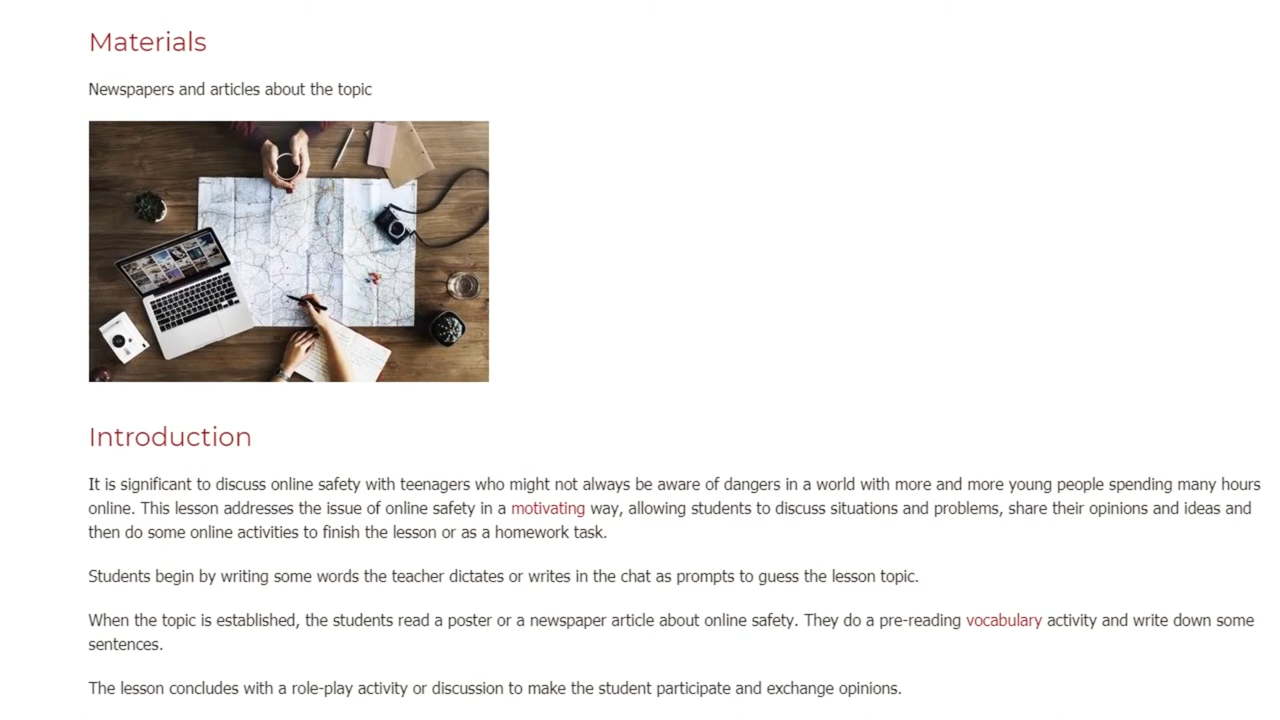 Materials
Newspapers and articles about the topic
Introduction
It is significant to discuss online safety with teenagers who might not always be aware of dangers in a world with more and more young people spending many hours
online. This lesson addresses the issue of online safety in a motivating way, allowing students to discuss situations and problems, share their opinions and ideas and
then do some online activities to finish the lesson or as a homework task.
Students begin by writing some words the teacher dictates or writes in the chat as prompts to guess the lesson topic.
When the topic is established, the students read a poster or a newspaper article about online safety. They do a pre-reading vocabulary activity and write down some
sentences.
The lesson concludes with a role-play activity or discussion to make the student participate and exchange opinions.